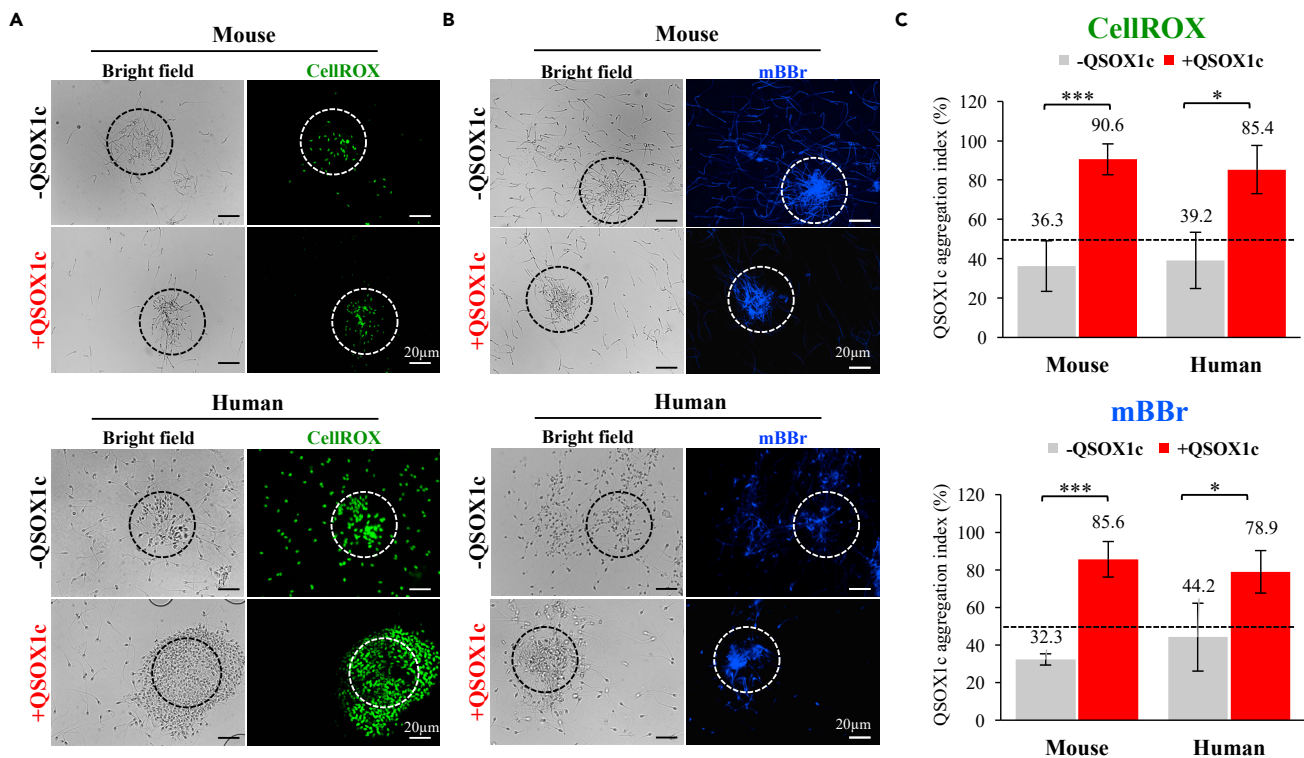 A
Mouse
Bright field CellROX
-QSOX1c
+QSOX1c
20μm
Human
Bright field CellROX
-QSOX1c
+QSOX1c
20μm
B
Mouse
Bright field mBBr
-QSOX1c
+QSOX1c
20μm
Human
Bright field mBBr
-QSOX1c
+QSOX1c
20μm
C
CellROX
-QSOX1c +QSOX1c
QSOX1c aggregation index (%)
120
100
80
60
40
20
0
*** *
36.3 90.6 39.2 85.4
Mouse Human
mBBr
-QSOX1c +QSOX1c
QSOX1c aggregation index (%)
120
100
80
60
40
20
0
*** *
32.3 85.6 44.2 78.9
Mouse Human